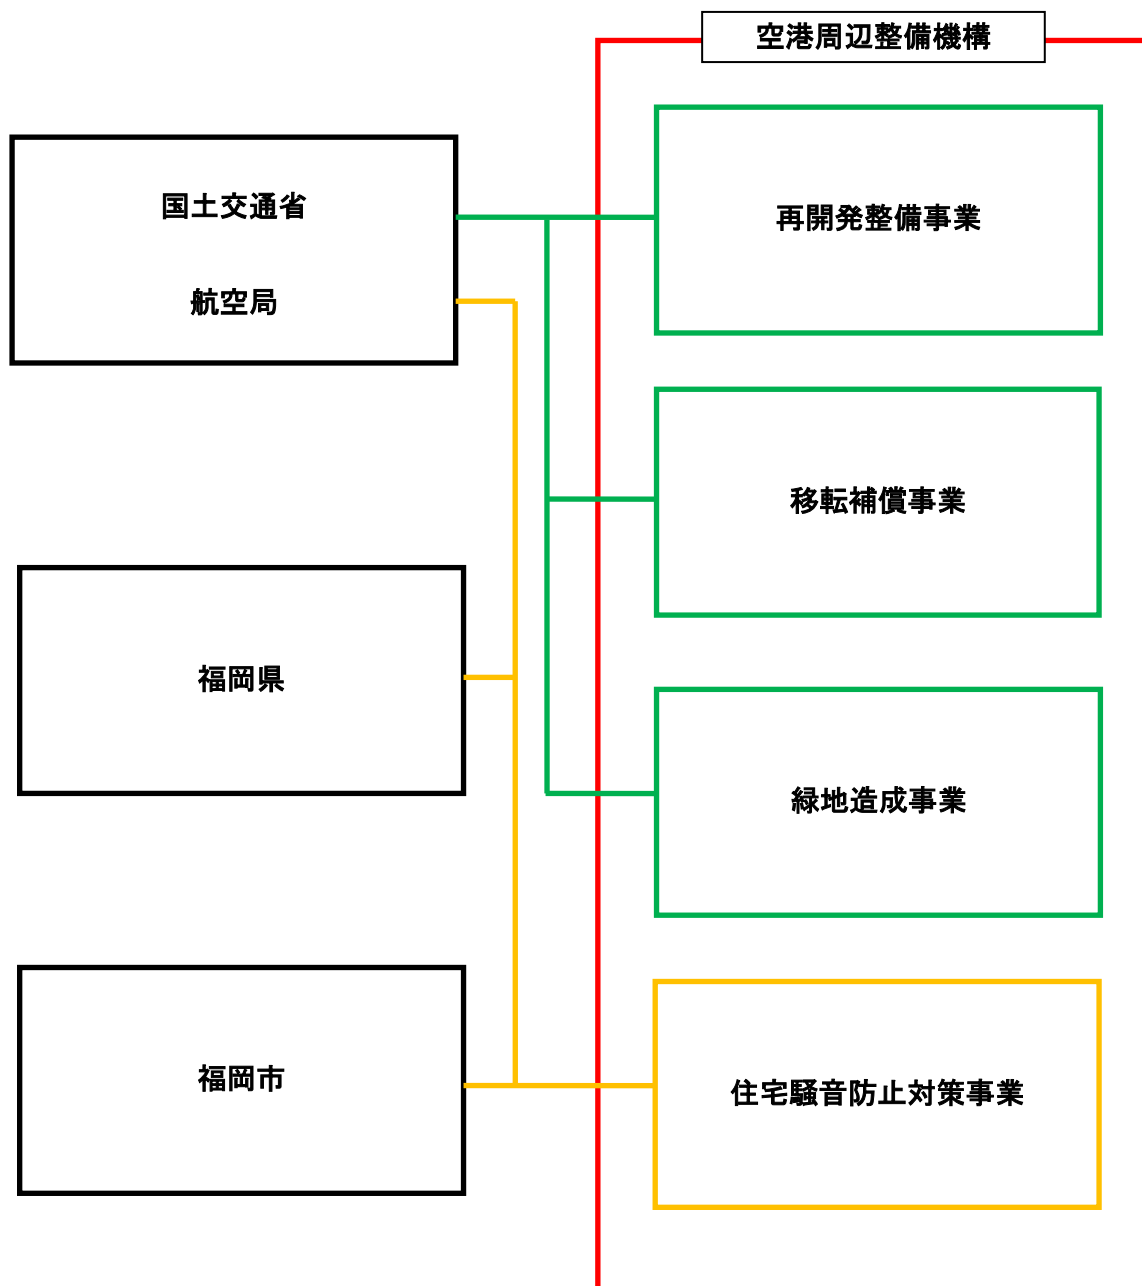 空港周辺整備機構
国土交通省
航空局
再開発整備事業
移転補償事業
福岡県
緑地造成事業
福岡市
住宅騒音防止対策事業